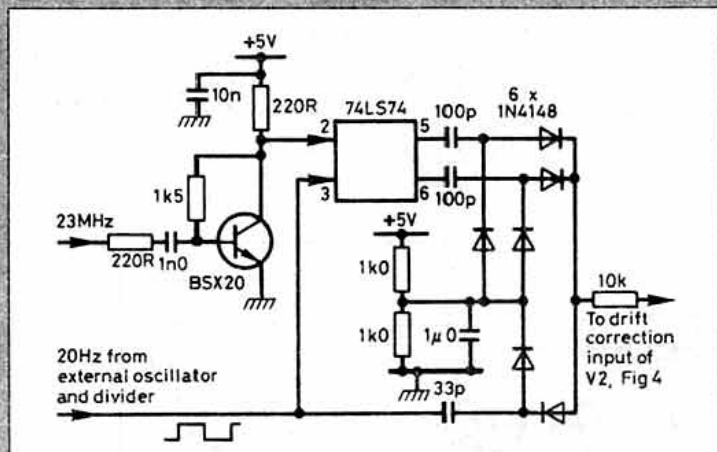 +5V
10n
220R
74LS74
2
5
3
6
100p
100p
6 x
1N4148
1k5
23MHz
220R
1n0
BSX20
+5V
1k0
1k0
1µ0
10k
To drift
correction
input of
V2, Fig 4
20Hz from
external oscillator
and divider
33p